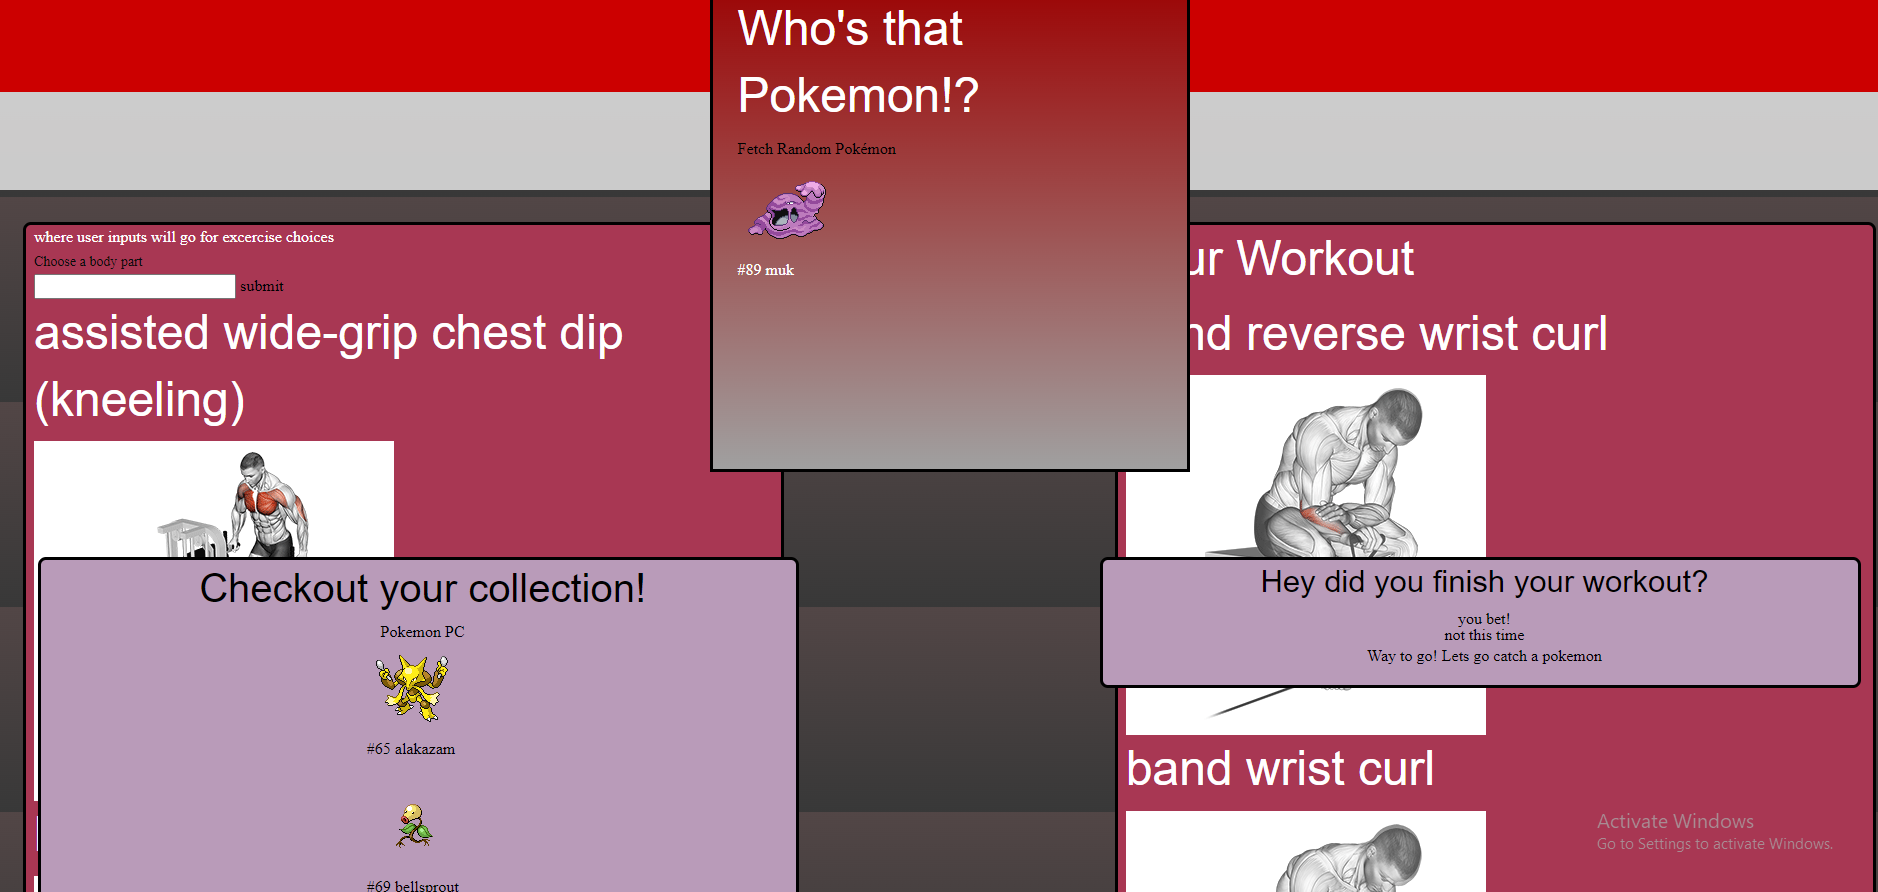 Who's that
Pokemon!?
Fetch Random Pokémon
#89 muk
where user inputs will go for excercise choices
Choose a body part
submit
assisted wide-grip chest dip
(kneeling)
ur Workout
nd reverse wrist curl
Checkout your collection!
Pokemon PC
#65 alakazam
#69 bellsprout
Hey did you finish your workout?
you bet!
not this time
Way to go! Lets go catch a pokemon
band wrist curl
Activate Windows
Go to Settings to activate Windows.